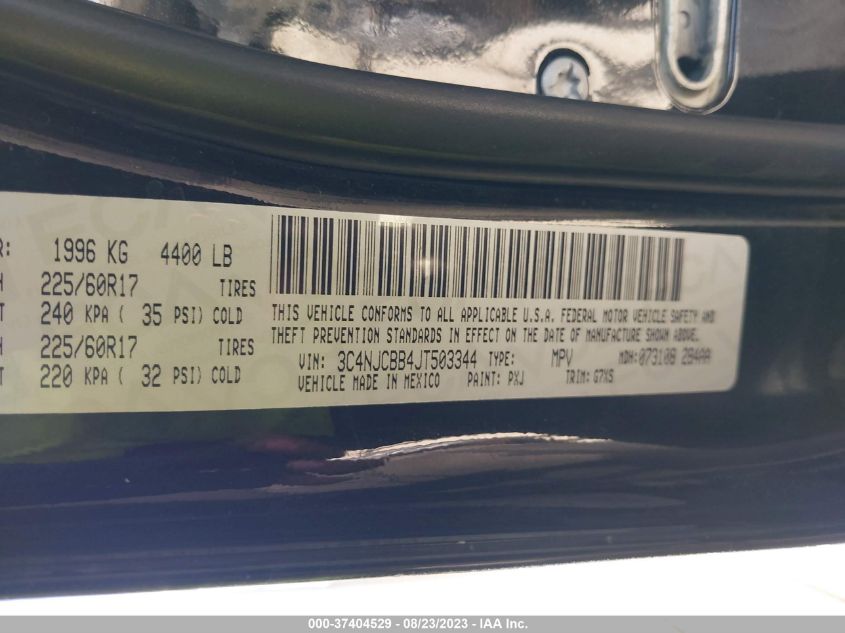 R: 1996 KG 4400 LB
H 225/60R17 TIRES
T 240 KPA ( 35 PSI) COLD
H 225/60R17 TIRES
T 220 KPA ( 32 PSI) COLD
THIS VEHICLE CONFORMS TO ALL APPLICABLE U.S.A. FEDERAL MOTOR VEHICLE SAFETY AND
THEFT PREVENTION STANDARDS IN EFFECT ON THE DATE OF MANUFACTURE SHOWN ABOVE.
VIN: 3C4NJCBB4JT503344 TYPE: MPV MDH: 073108 284AA
VEHICLE MADE IN MEXICO PAINT: PXJ TRIM: G7XS
000-37404529 - 08/23/2023 - IAA Inc.